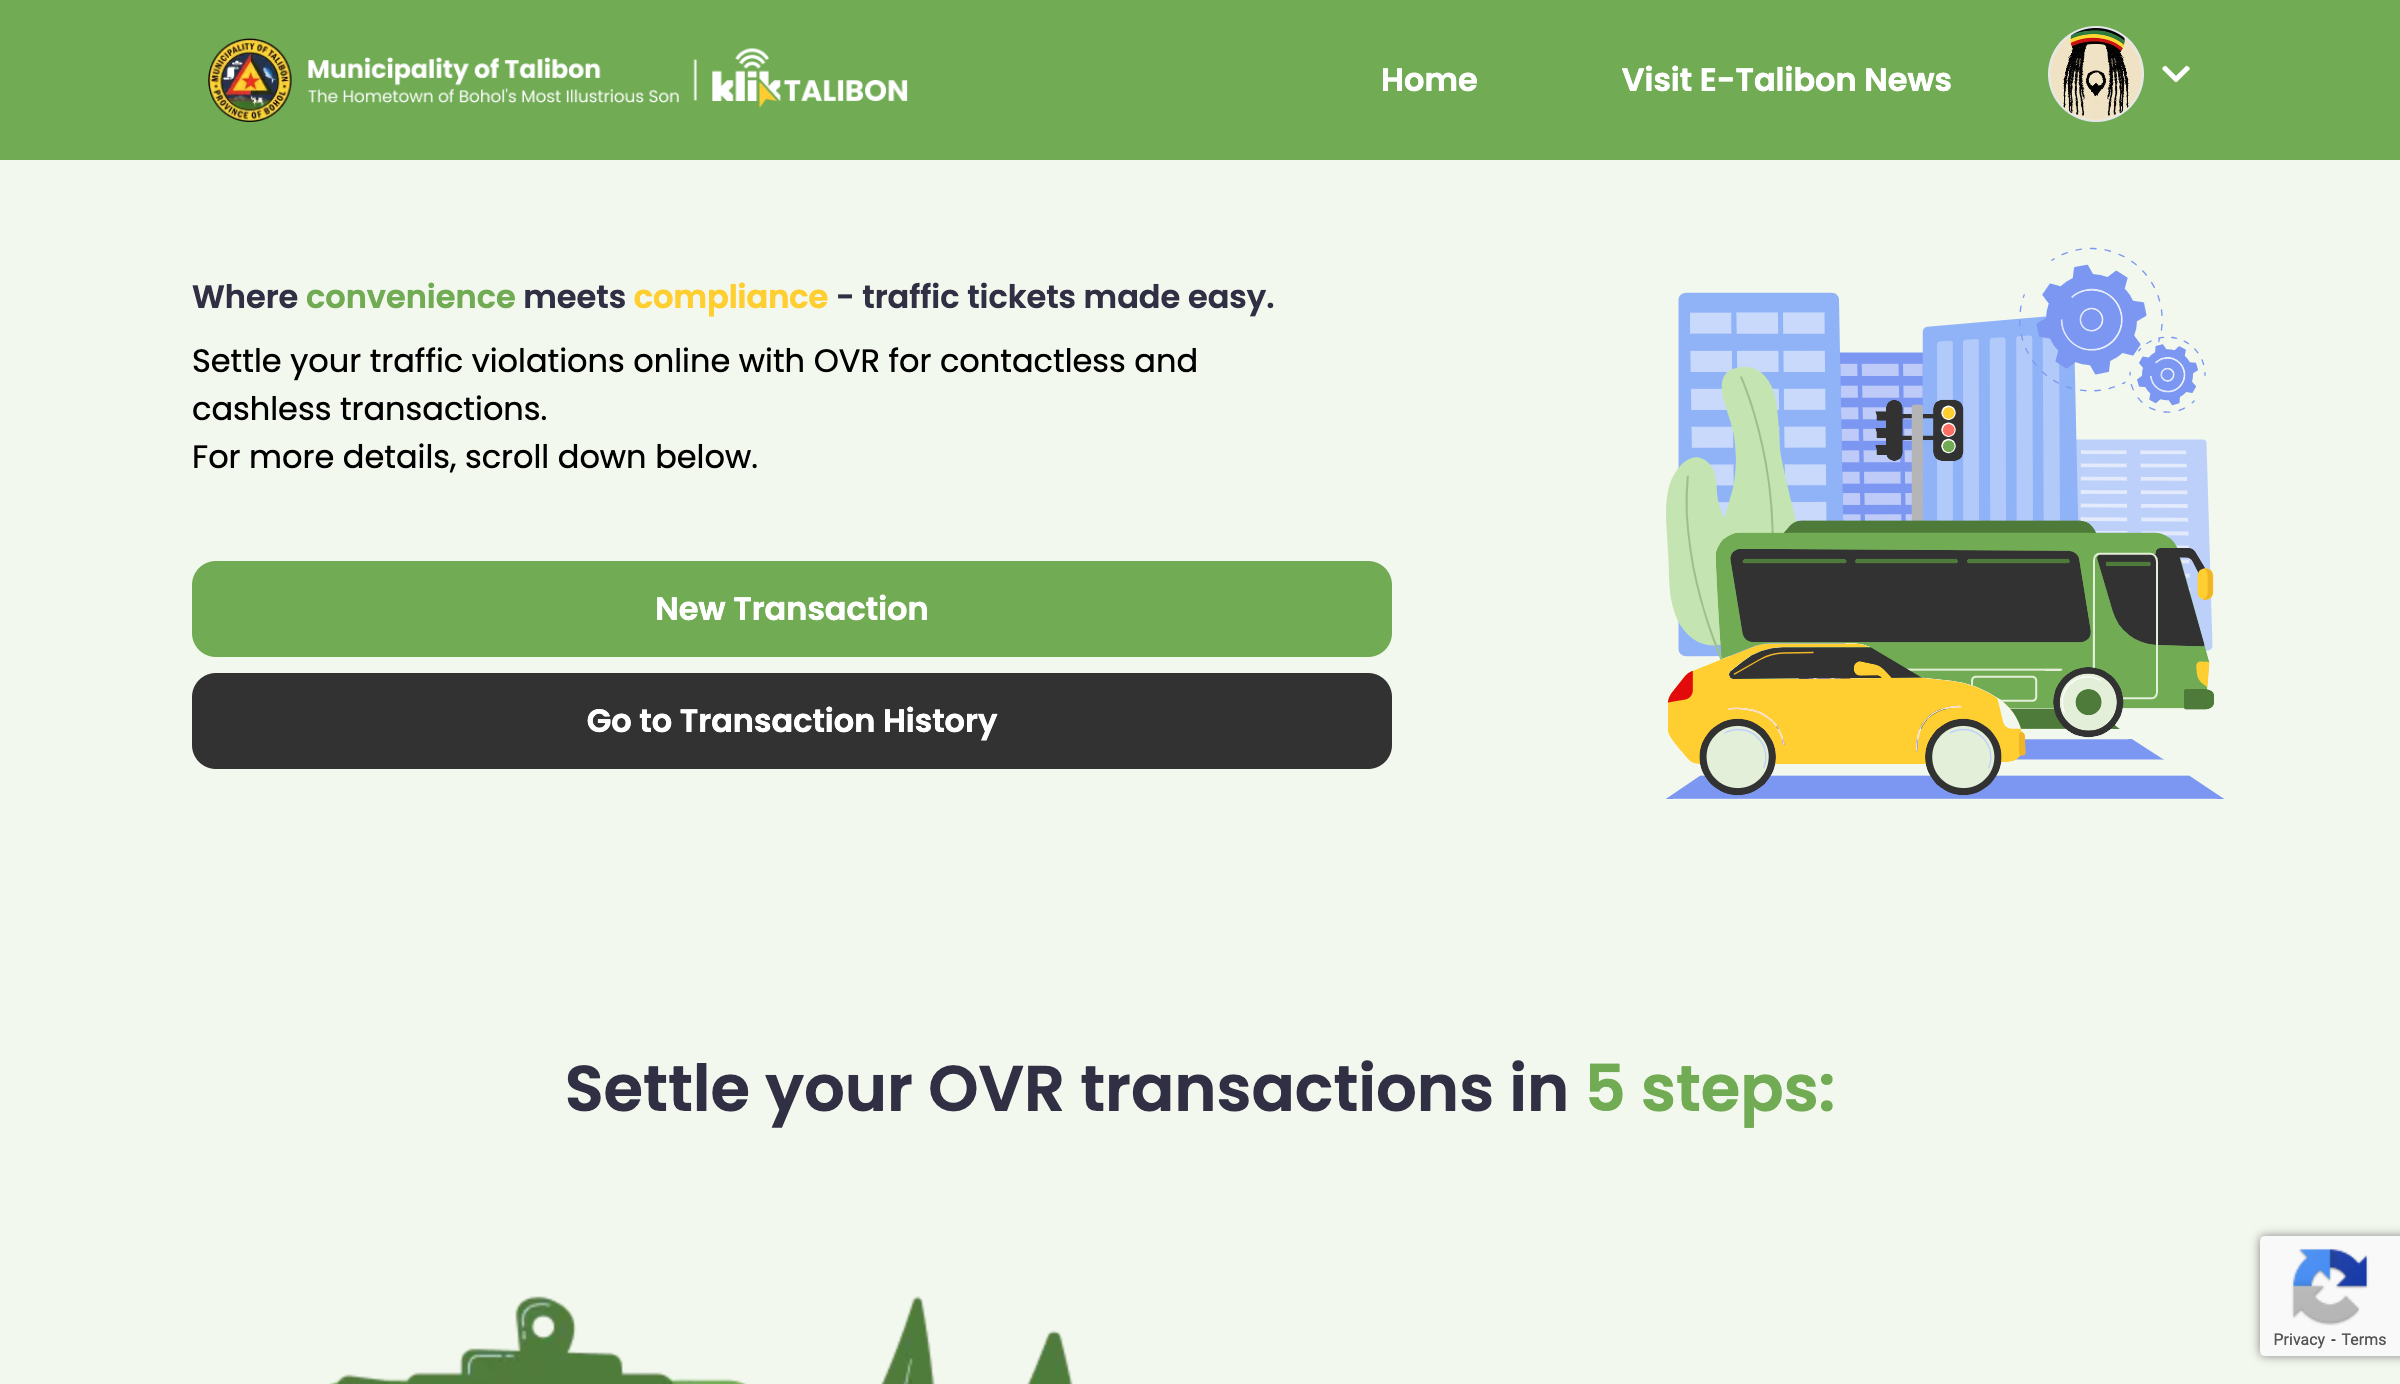 MUNICIPALITY OF TALIBON
PROVINCE OF BOHOL
Municipality of Talibon
The Hometown of Bohol's Most Illustrious Son
klik TALIBON
Home
Visit E-Talibon News
Where convenience meets compliance - traffic tickets made easy.
Settle your traffic violations online with OVR for contactless and
cashless transactions.
For more details, scroll down below.
New Transaction
Go to Transaction History
Settle your OVR transactions in 5 steps:
Privacy - Terms